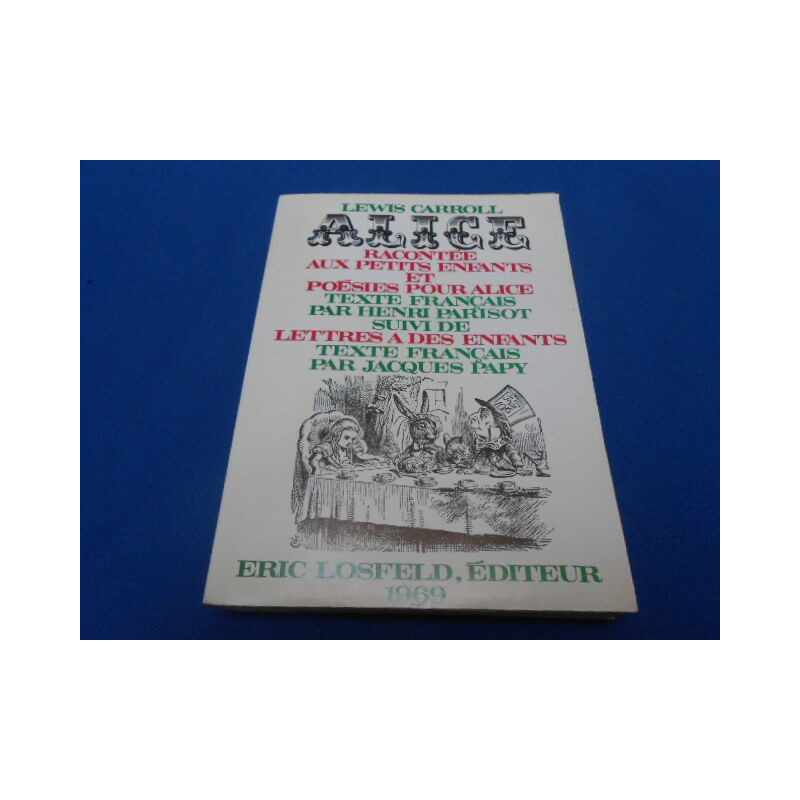 LEWIS CARROLL
ALICE
RACONTÉE
AUX PETITS ENFANTS
ET
POÉSIES POUR ALICE
TEXTE FRANÇAIS
PAR HENRI PARISOT
SUIVI DE
LETTRES A DES ENFANTS
TEXTE FRANÇAIS
PAR JACQUES PAPY
ERIC LOSFELD, ÉDITEUR
1969